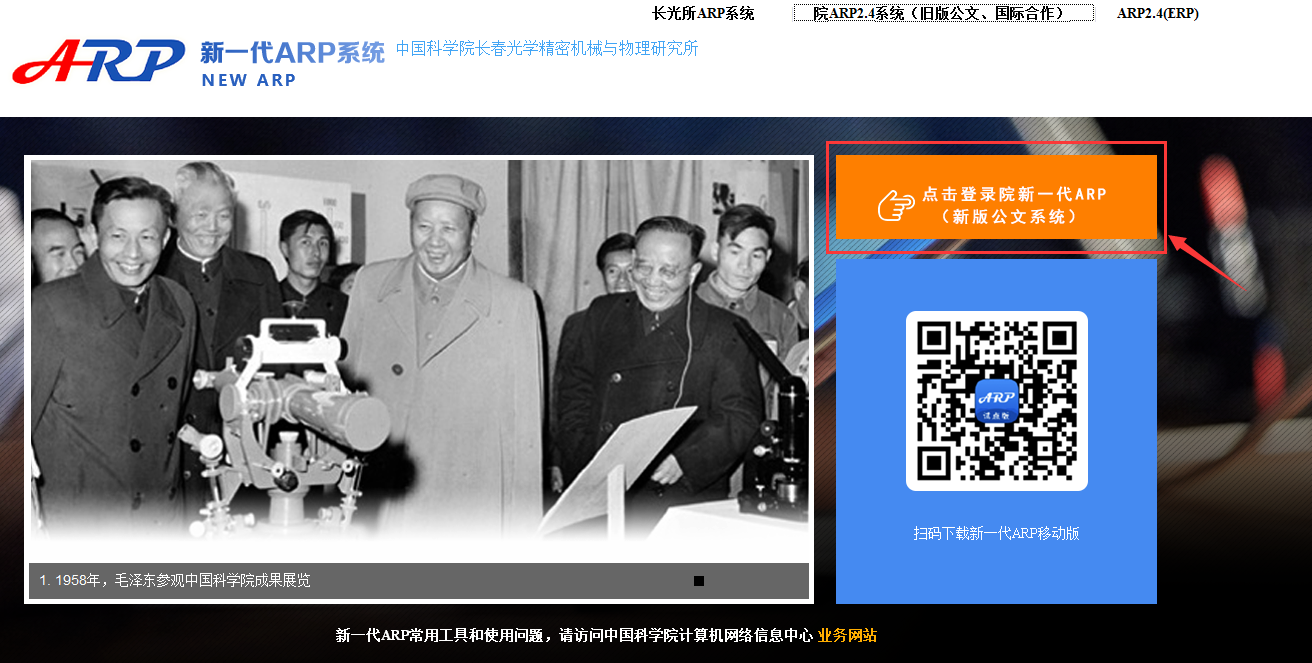 长光所ARP系统 院ARP2.4系统（旧版公文、国际合作） ARP2.4(ERP)
ARP 新一代ARP系统 中国科学院长春光学精密机械与物理研究所
NEW ARP
点击登录院新一代ARP
（新版公文系统）
ARP
试点版
扫码下载新一代ARP移动版
1. 1958年，毛泽东参观中国科学院成果展览
新一代ARP常用工具和使用问题，请访问中国科学院计算机网络信息中心 业务网站